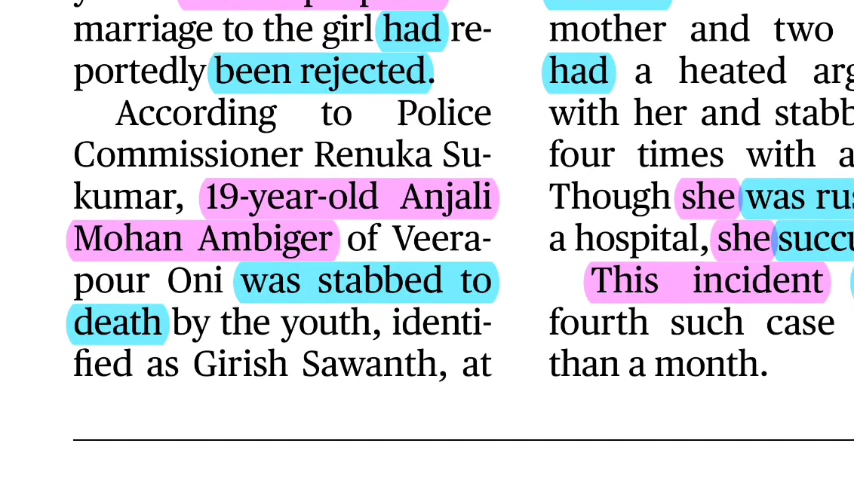 marriage to the girl had re-
portedly been rejected.
According to Police
Commissioner Renuka Su-
kumar, 19-year-old Anjali
Mohan Ambiger of Veera-
pour Oni was stabbed to
death by the youth, identi-
fied as Girish Sawanth, at
mother and two
had a heated
with her and
four times with
Though she was
a hospital, she
This incident
fourth such case
than a month.